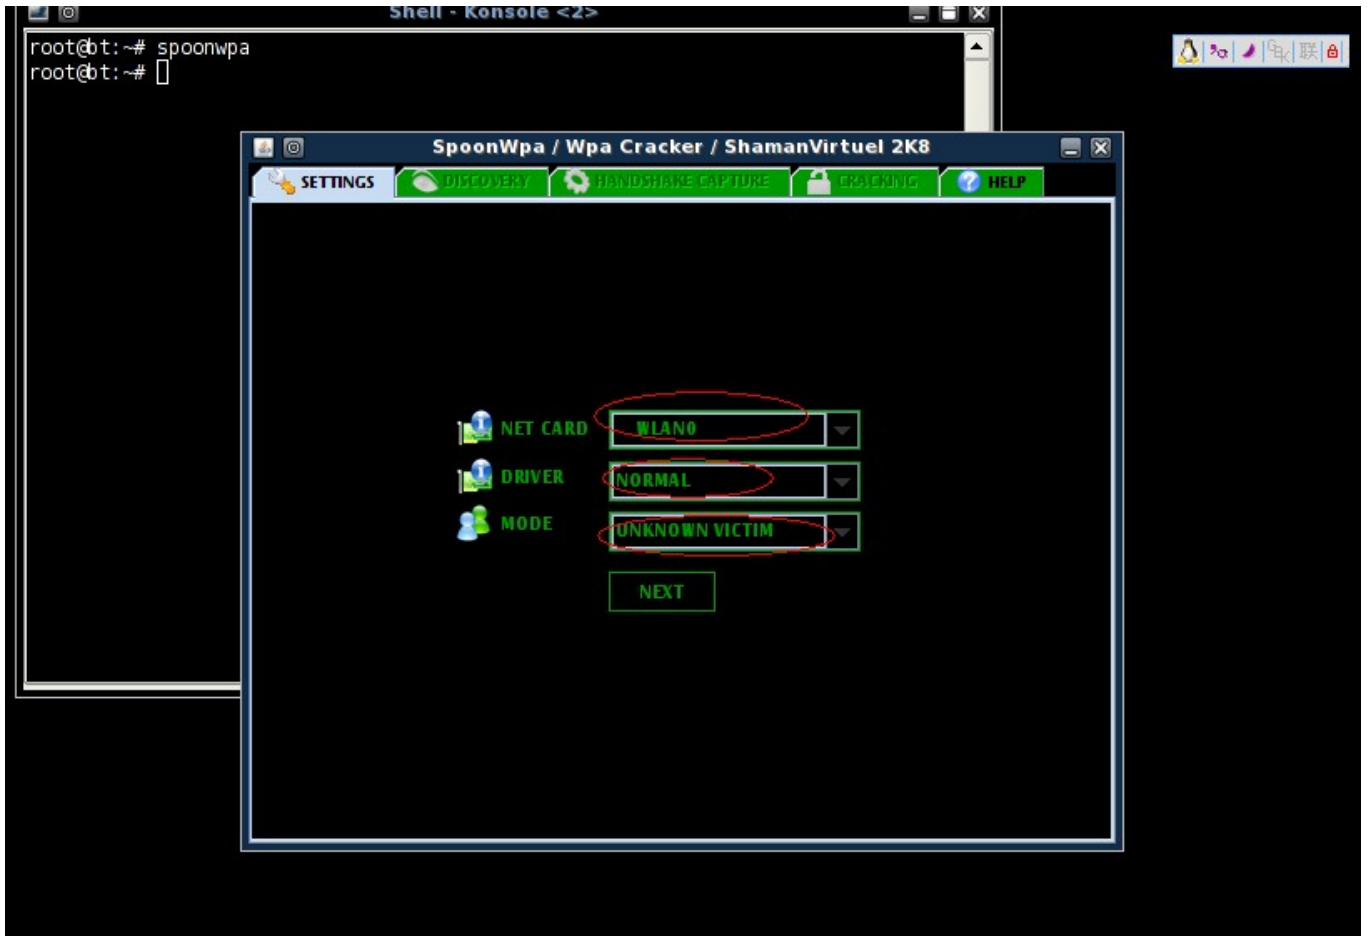 Shell - Konsole <2>
root@bt:~# spoonwpa
root@bt:~#
联
SpoonWpa / Wpa Cracker / ShamanVirtuel 2K8
SETTINGS DISCOVERY HANDSHAKE CAPTURE CRACKING HELP
NET CARD WLAN0
DRIVER NORMAL
MODE UNKNOWN VICTIM
NEXT